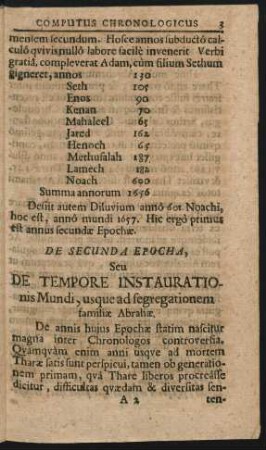 COMPUTUS CHRONOLOGICUS 3
mentem secundum. Hosce annos subductô cal-
culô qvivis nullô labore facilè invenerit Verbi
gratiâ, compleverat Adam, cùm filium Sethum
gigneret, annos 130
Seth 105
Enos 90
Kenan 70
Mahaleel 65
Jared 162
Henoch 65
Methusalah 187
Lamech 182
Noach 600
Summa annorum 1656
Desiit autem Diluvium annô 601 Noachi,
hoc est, annô mundi 1657. Hic ergô primus
est annus secundæ Epochæ.
DE SECUNDA EPOCHA,
Seu
DE TEMPORE INSTAURATIO-
nis Mundi, usque ad segregationem
familiæ Abrahæ.
De annis hujus Epochæ statim nascitur
magna inter Chronologos controversia.
Qvamqvàm enim anni usqve ad mortem
Tharæ satis sunt perspicui, tamen ob generatio-
nem primam, qvâ Thare liberos procreâsse
dicitur, difficultas qvædam & diversitas sen-
A 2 ten-